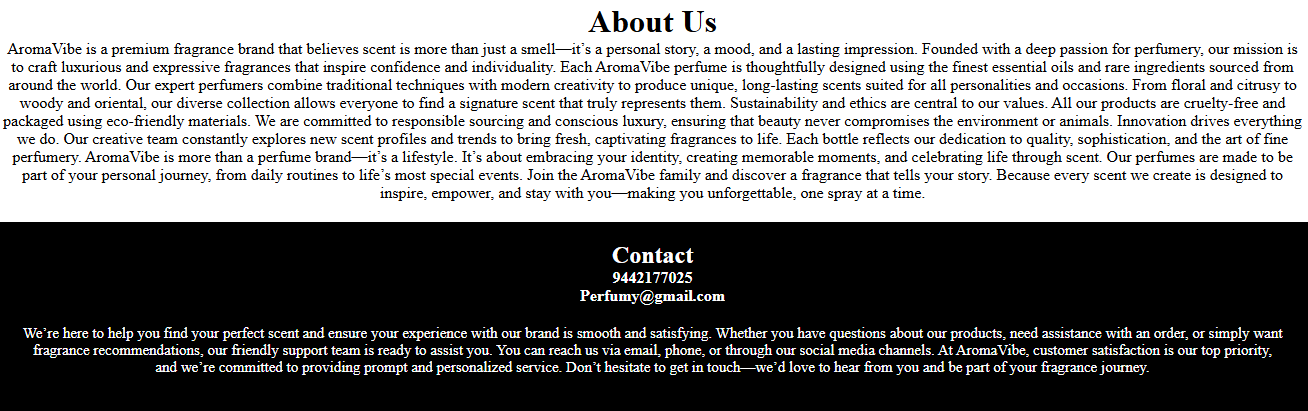 About Us
AromaVibe is a premium fragrance brand that believes scent is more than just a smell—it’s a personal story, a mood, and a lasting impression. Founded with a deep passion for perfumery, our mission is
to craft luxurious and expressive fragrances that inspire confidence and individuality. Each AromaVibe perfume is thoughtfully designed using the finest essential oils and rare ingredients sourced from
around the world. Our expert perfumers combine traditional techniques with modern creativity to produce unique, long-lasting scents suited for all personalities and occasions. From floral and citrusy to
woody and oriental, our diverse collection allows everyone to find a signature scent that truly represents them. Sustainability and ethics are central to our values. All our products are cruelty-free and
packaged using eco-friendly materials. We are committed to responsible sourcing and conscious luxury, ensuring that beauty never compromises the environment or animals. Innovation drives everything
we do. Our creative team constantly explores new scent profiles and trends to bring fresh, captivating fragrances to life. Each bottle reflects our dedication to quality, sophistication, and the art of fine
perfumery. AromaVibe is more than a perfume brand—it’s a lifestyle. It’s about embracing your identity, creating memorable moments, and celebrating life through scent. Our perfumes are made to be
part of your personal journey, from daily routines to life’s most special events. Join the AromaVibe family and discover a fragrance that tells your story. Because every scent we create is designed to
inspire, empower, and stay with you—making you unforgettable, one spray at a time.
Contact
9442177025
Perfumy@gmail.com
We’re here to help you find your perfect scent and ensure your experience with our brand is smooth and satisfying. Whether you have questions about our products, need assistance with an order, or simply want
fragrance recommendations, our friendly support team is ready to assist you. You can reach us via email, phone, or through our social media channels. At AromaVibe, customer satisfaction is our top priority,
and we’re committed to providing prompt and personalized service. Don’t hesitate to get in touch—we’d love to hear from you and be part of your fragrance journey.